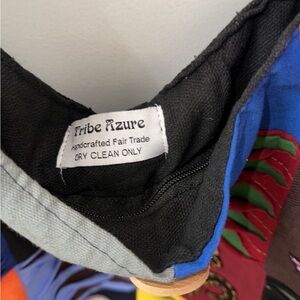 Tribe Azure
Handcrafted Fair Trade
DRY CLEAN ONLY